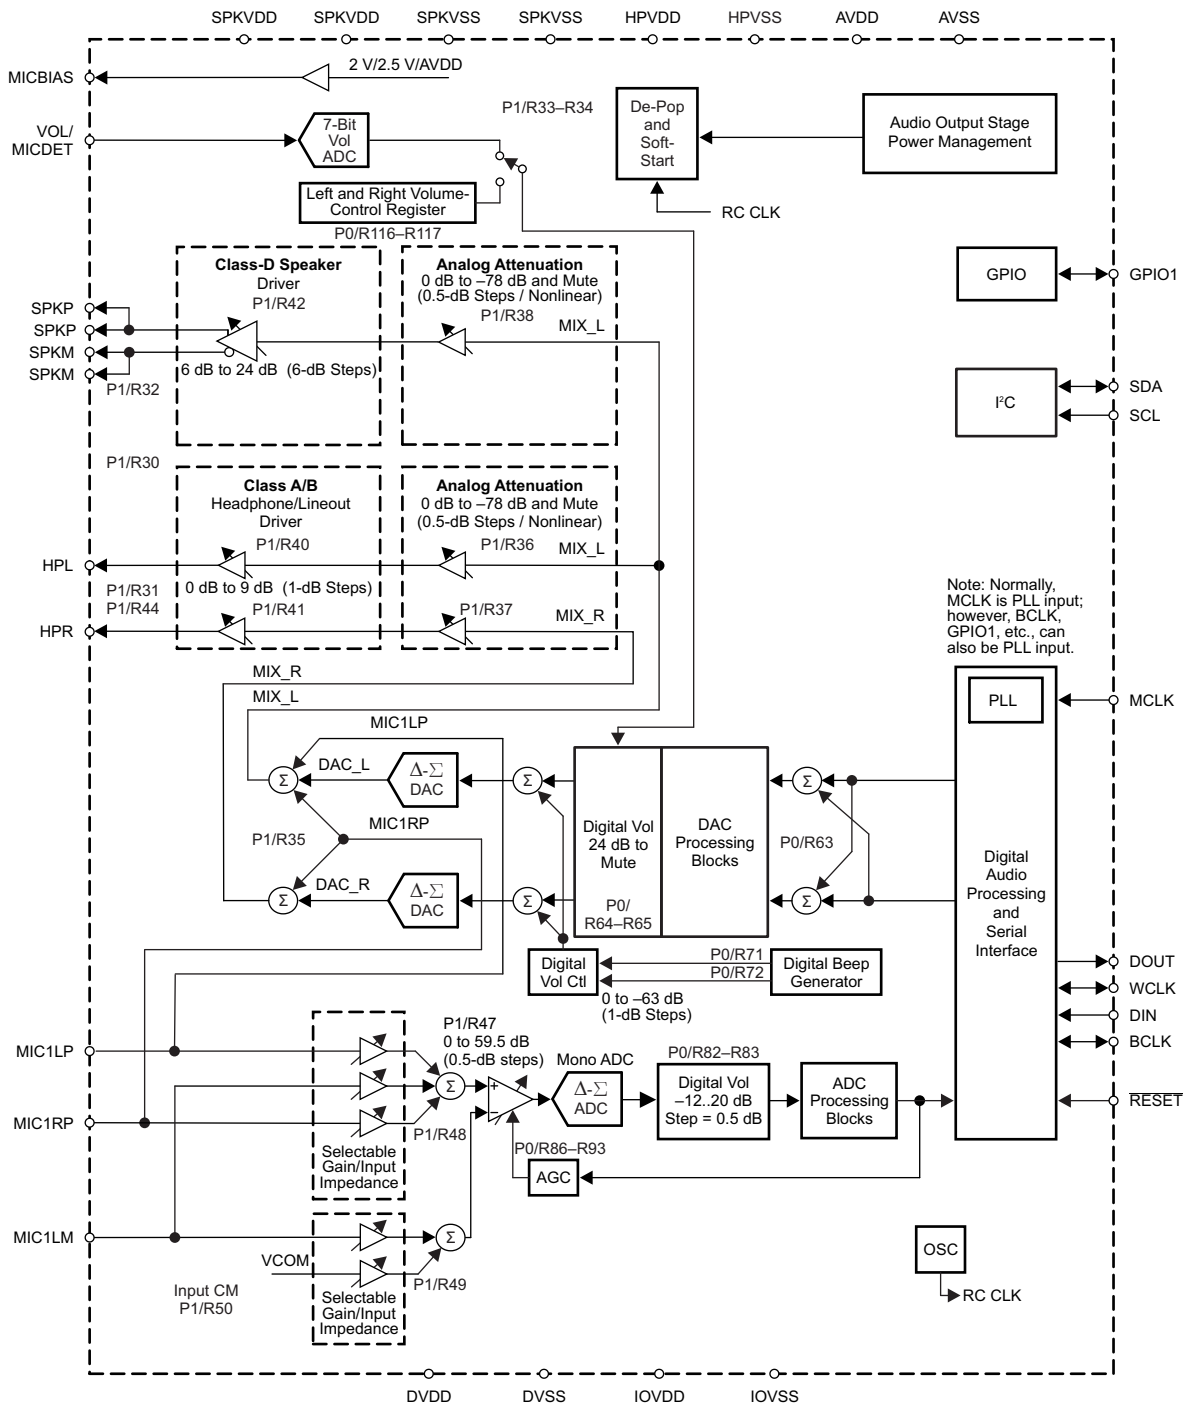 SPKVDD SPKVDD SPKVSS SPKVSS HPVDD HPVSS AVDD AVSS
MICBIAS
2 V/2.5 V/AVDD
VOL/
MICDET
7-Bit
Vol
ADC
P1/R33–R34
De-Pop
and
Soft-
Start
Audio Output Stage
Power Management
RC CLK
Left and Right Volume-
Control Register
P0/R116–R117
GPIO
GPIO1
Class-D Speaker
Driver
P1/R42
6 dB to 24 dB (6-dB Steps)
Analog Attenuation
0 dB to –78 dB and Mute
(0.5-dB Steps / Nonlinear)
P1/R38
MIX_L
SPKP
SPKP
SPKM
SPKM
P1/R32
I²C
SDA
SCL
P1/R30
Class A/B
Headphone/Lineout
Driver
P1/R40
0 dB to 9 dB (1-dB Steps)
P1/R41
Analog Attenuation
0 dB to –78 dB and Mute
(0.5-dB Steps / Nonlinear)
P1/R36
MIX_L
P1/R37
MIX_R
HPL
P1/R31
P1/R44
HPR
Note: Normally,
MCLK is PLL input;
however, BCLK,
GPIO1, etc., can
also be PLL input.
MIX_R
MIX_L
MIC1LP
PLL
MCLK
Σ
DAC_L
Δ-Σ
DAC
Σ
Digital Vol
24 dB to
Mute
P0/
R64–R65
DAC
Processing
Blocks
Σ
P0/R63
P1/R35
MIC1RP
Σ
DAC_R
Δ-Σ
DAC
Σ
Σ
Digital
Audio
Processing
and
Serial
Interface
Digital
Vol Ctl
P0/R71
P0/R72
Digital Beep
Generator
0 to –63 dB
(1-dB Steps)
DOUT
WCLK
DIN
BCLK
RESET
MIC1LP
MIC1RP
P1/R47
0 to 59.5 dB
(0.5-dB steps)
Σ
P1/R48
Selectable
Gain/Input
Impedance
+
–
Mono ADC
Δ-Σ
ADC
P0/R82–R83
Digital Vol
–12..20 dB
Step = 0.5 dB
ADC
Processing
Blocks
P0/R86–R93
AGC
MIC1LM
Σ
VCOM
P1/R49
Input CM
P1/R50
Selectable
Gain/Input
Impedance
OSC
RC CLK
DVDD DVSS IOVDD IOVSS